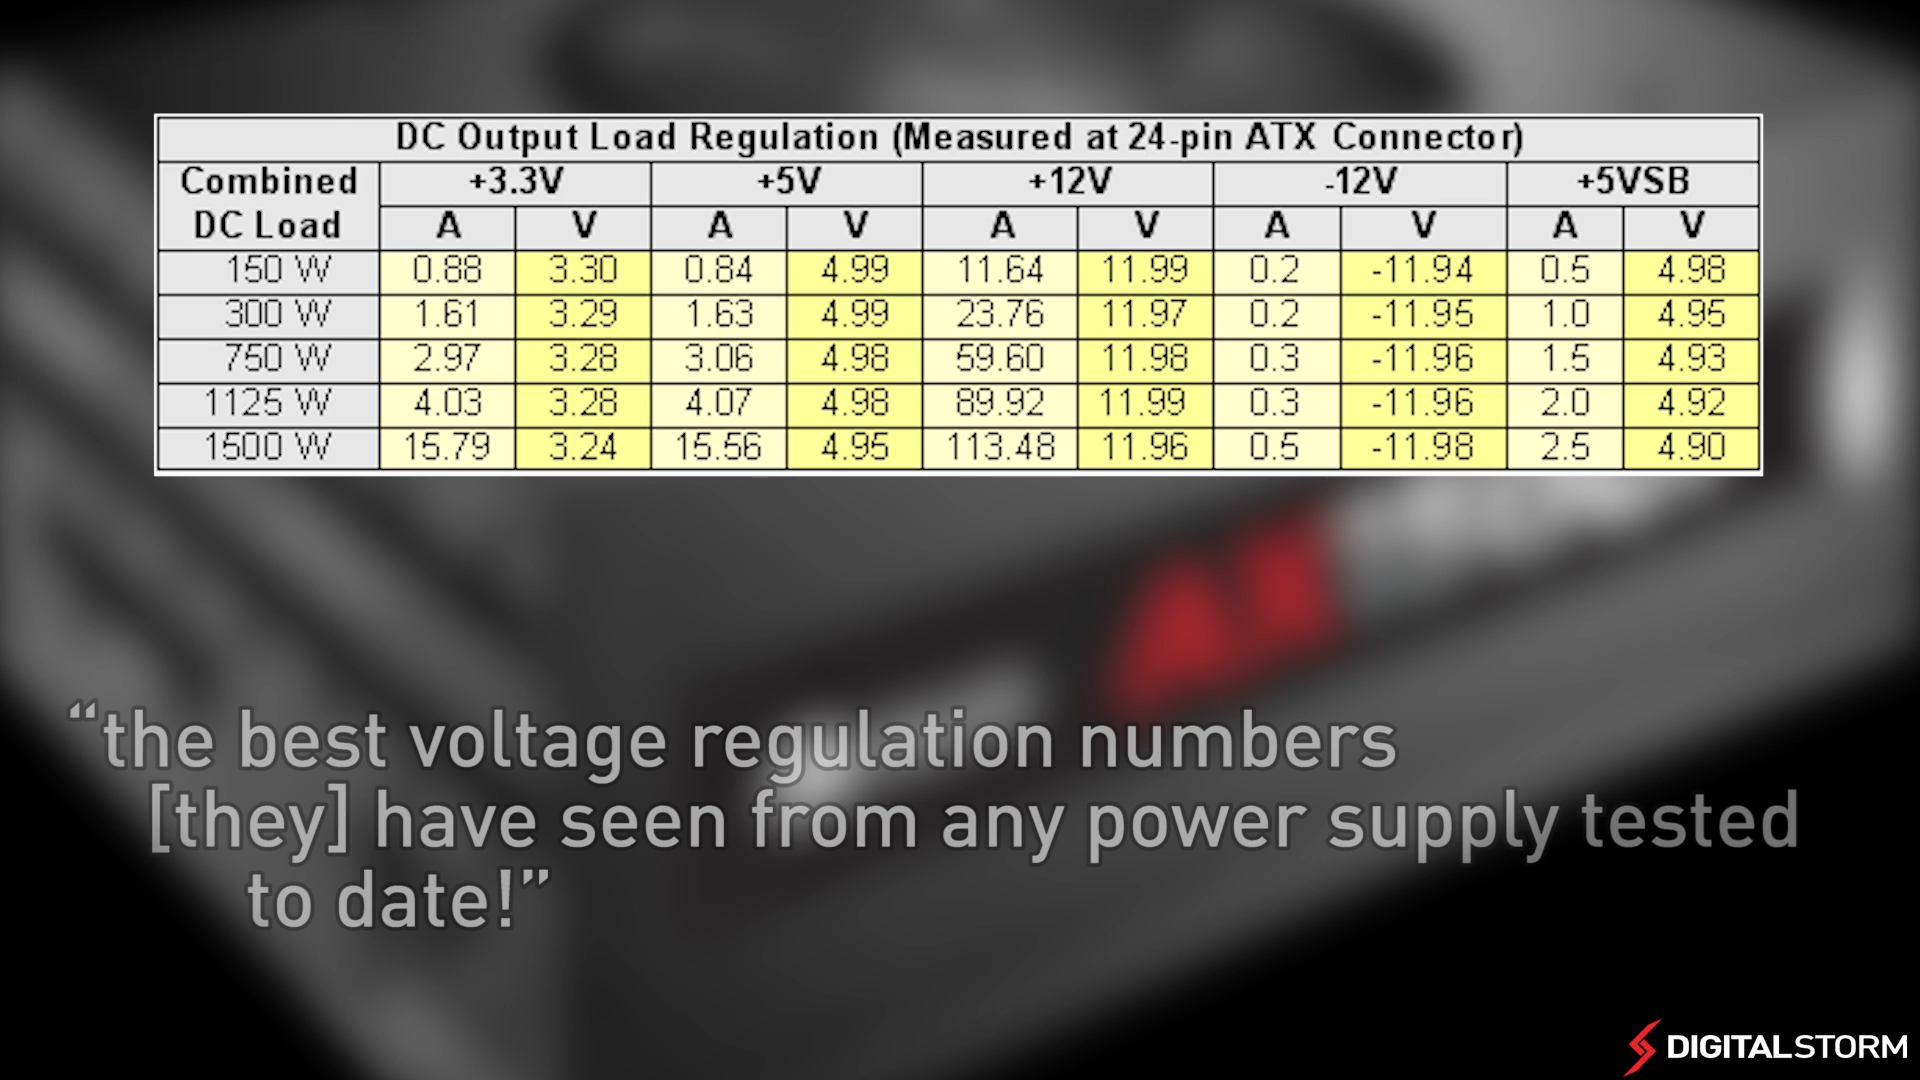 DC Output Load Regulation (Measured at 24-pin ATX Connector)
Combined DC Load +3.3V +5V +12V -12V +5VSB
A V A V A V A V A V
150 W 0.88 3.30 0.84 4.99 11.64 11.99 0.2 -11.94 0.5 4.98
300 W 1.61 3.29 1.63 4.99 23.76 11.97 0.2 -11.95 1.0 4.95
750 W 2.97 3.28 3.06 4.98 59.60 11.98 0.3 -11.96 1.5 4.93
1125 W 4.03 3.28 4.07 4.98 89.92 11.99 0.3 -11.96 2.0 4.92
1500 W 15.79 3.24 15.56 4.95 113.48 11.96 0.5 -11.98 2.5 4.90
“the best voltage regulation numbers
[they] have seen from any power supply tested
to date!”
DIGITALSTORM